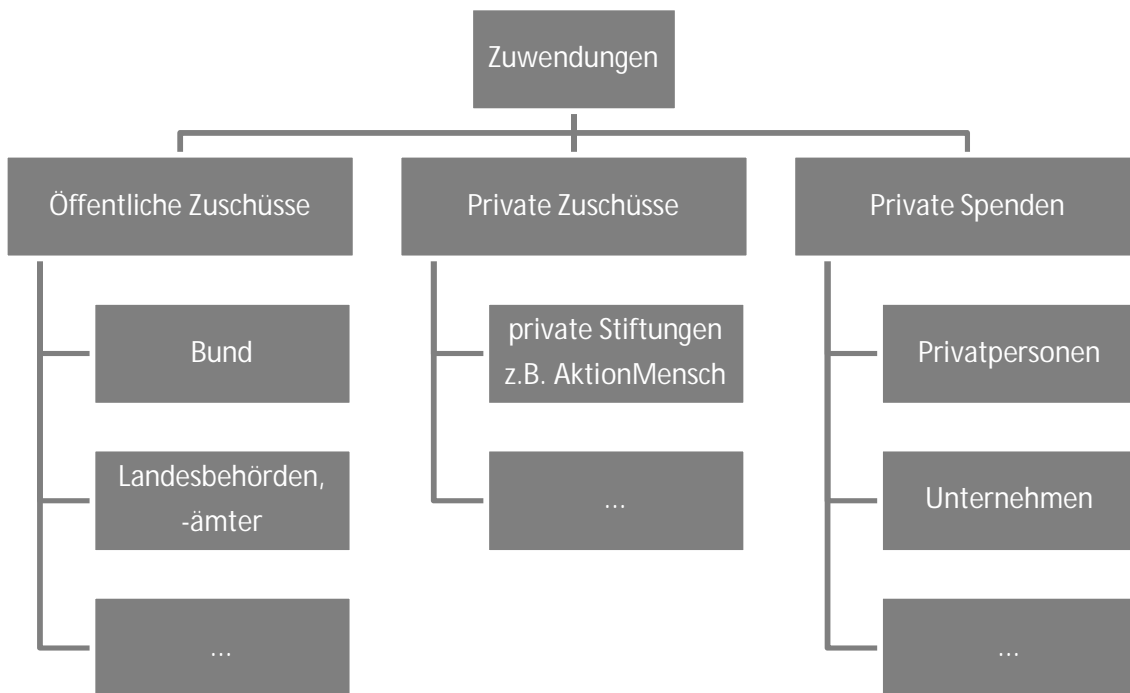 Zuwendungen
Öffentliche Zuschüsse
Bund
Landesbehörden,
-ämter
...
Private Zuschüsse
private Stiftungen
z.B. AktionMensch
...
Private Spenden
Privatpersonen
Unternehmen
...